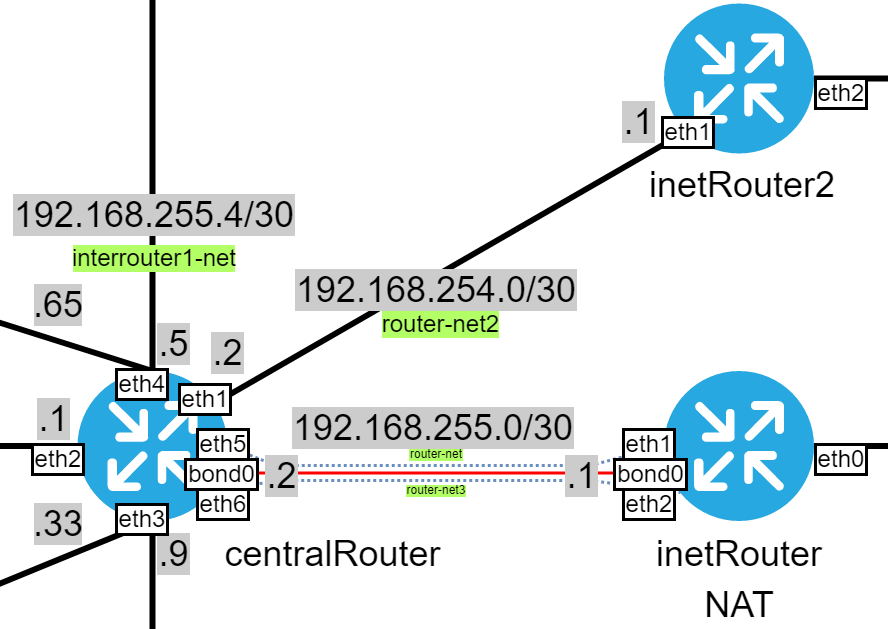 eth2
.1
eth1
inetRouter2
192.168.255.4/30
interrouter1-net
192.168.254.0/30
router-net2
.65
.5
.2
eth4
eth1
.1
eth2
192.168.255.0/30
router-net
eth5
bond0
eth6
.2
.1
router-net3
eth1
bond0
eth2
eth0
.33
eth3
.9
centralRouter
inetRouter
NAT